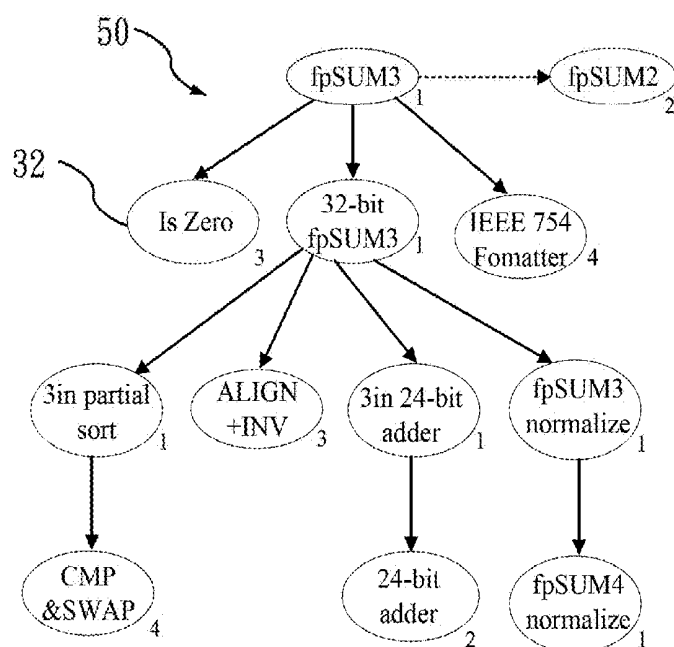 50
fpSUM3
1
fpSUM2
2
32
Is Zero
3
32-bit
fpSUM3
1
IEEE 754
Fomatter
4
3in partial
sort
1
ALIGN
+INV
3
3in 24-bit
adder
1
fpSUM3
normalize
1
CMP
&SWAP
4
24-bit
adder
2
fpSUM4
normalize
1